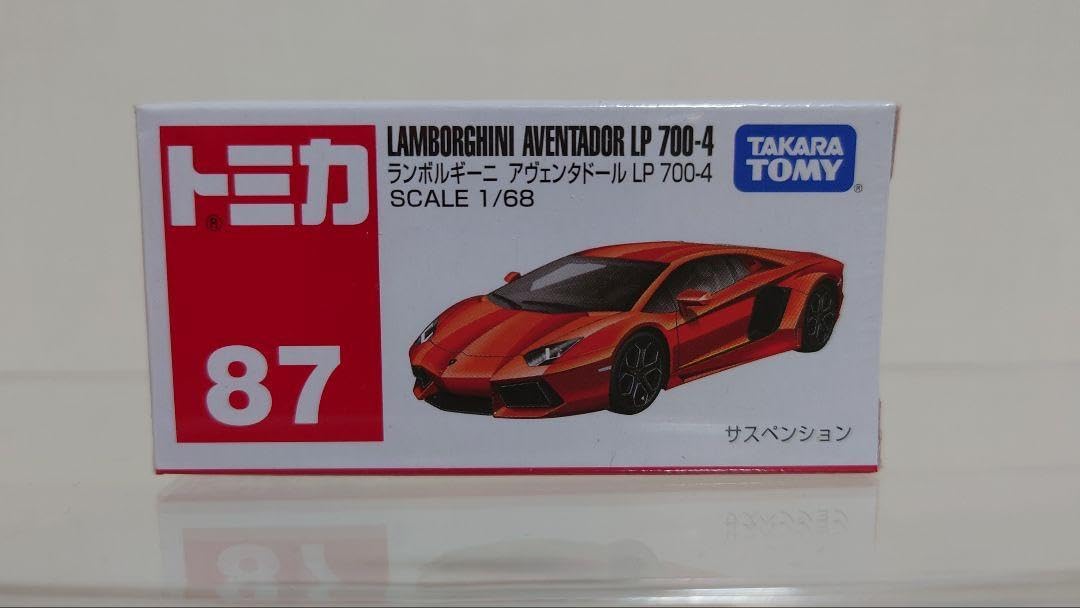 トミカ®
87
LAMBORGHINI AVENTADOR LP 700-4
ランボルギーニ アヴェンタドール LP 700-4
SCALE 1/68
TAKARA
TOMY®
サスペンション